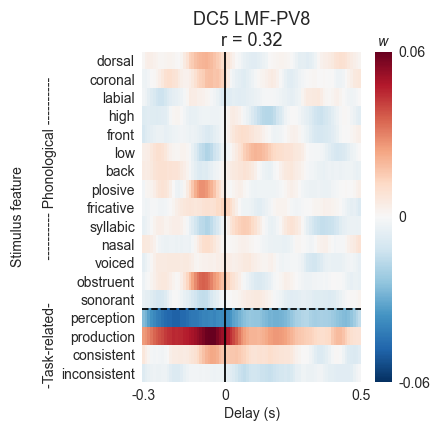 DC5 LMF-PV8
r = 0.32
w
Stimulus feature
---------- Phonological ----------
-Task-related-
dorsal
coronal
labial
high
front
low
back
plosive
fricative
syllabic
nasal
voiced
obstruent
sonorant
perception
production
consistent
inconsistent
0.06
0
-0.06
-0.3
0
0.5
Delay (s)